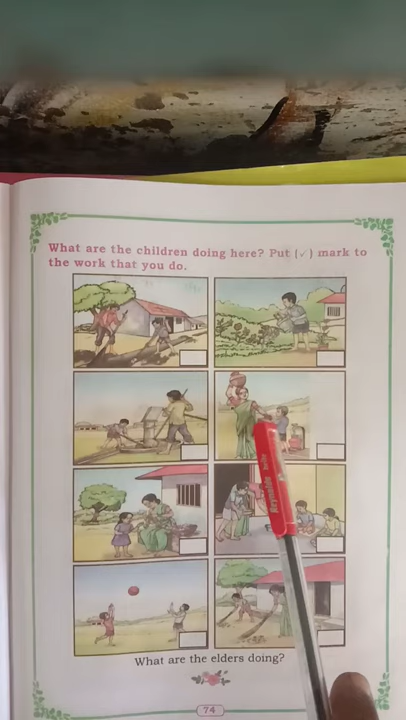 What are the children doing here? Put (✓) mark to
the work that you do.
Reynolds
What are the elders doing?
74